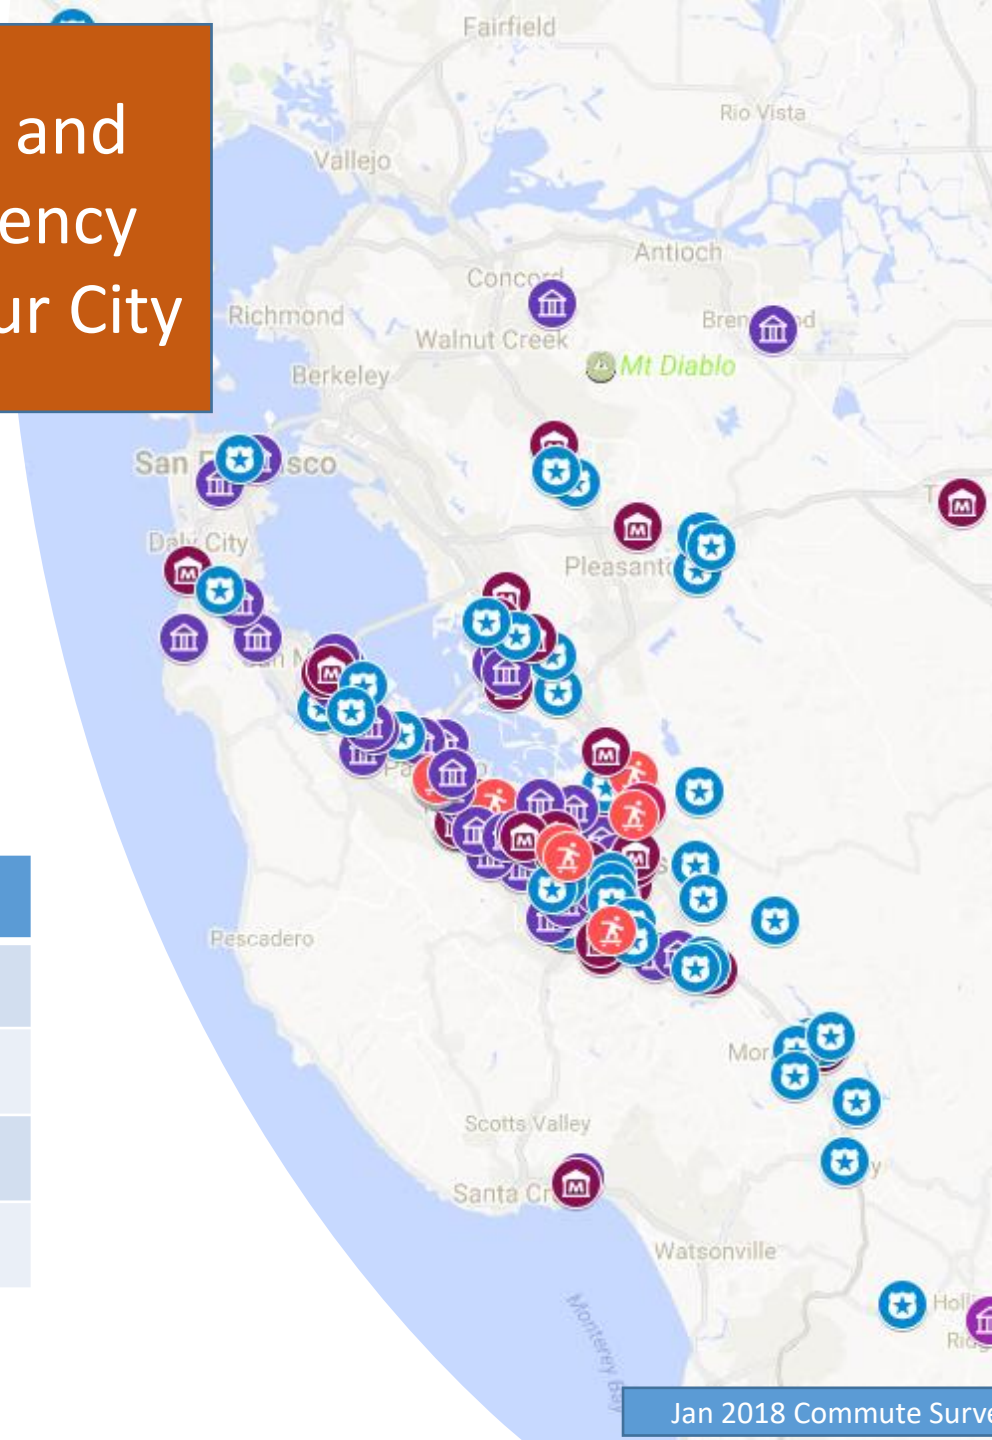 and
ency
ur City
Fairfield
Rio Vista
Vallejo
Antioch
Concord
Richmond
Walnut Creek
Mt Diablo
Berkeley
Daly City
Pescadero
Scotts Valley
Watsonville
Monterey Bay
Jan 2018 Commute